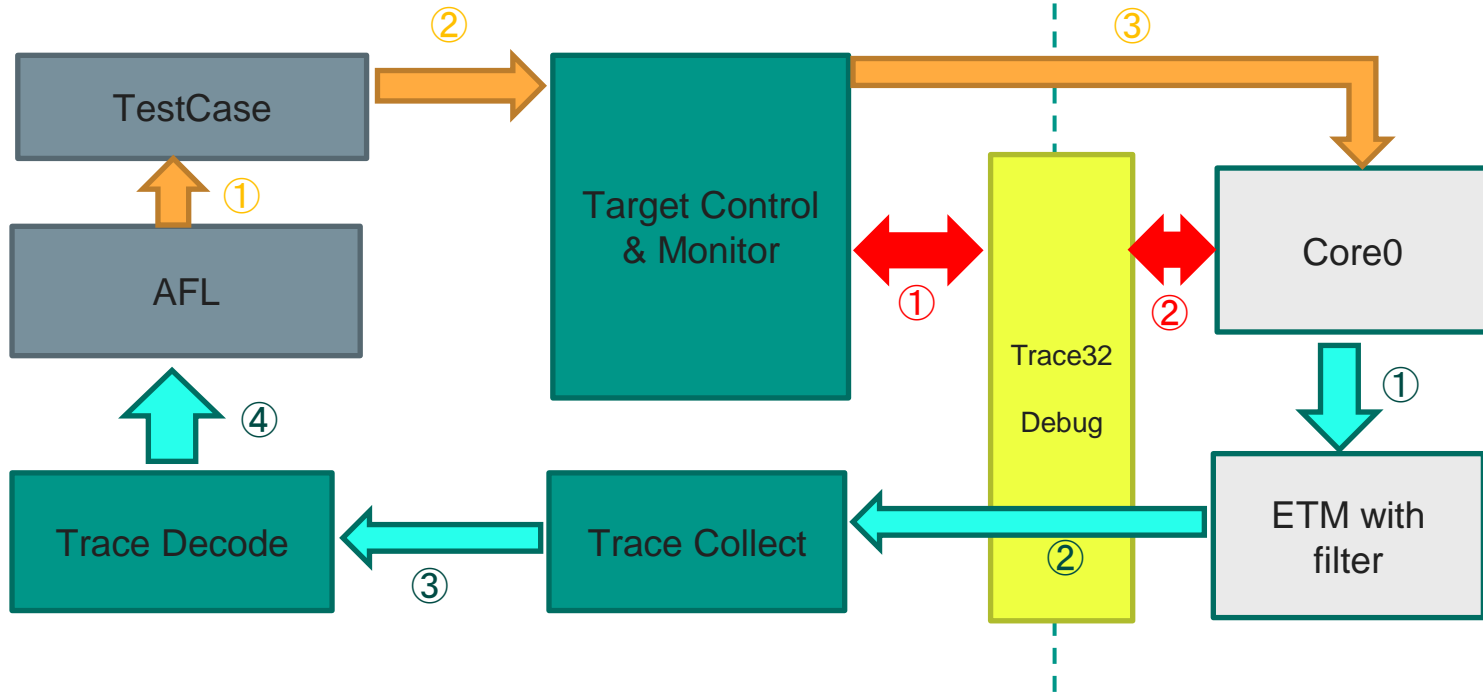 ②
③
TestCase
①
AFL
Target Control
& Monitor
①
②
Core0
Trace32
Debug
①
④
Trace Decode
③
Trace Collect
②
ETM with
filter